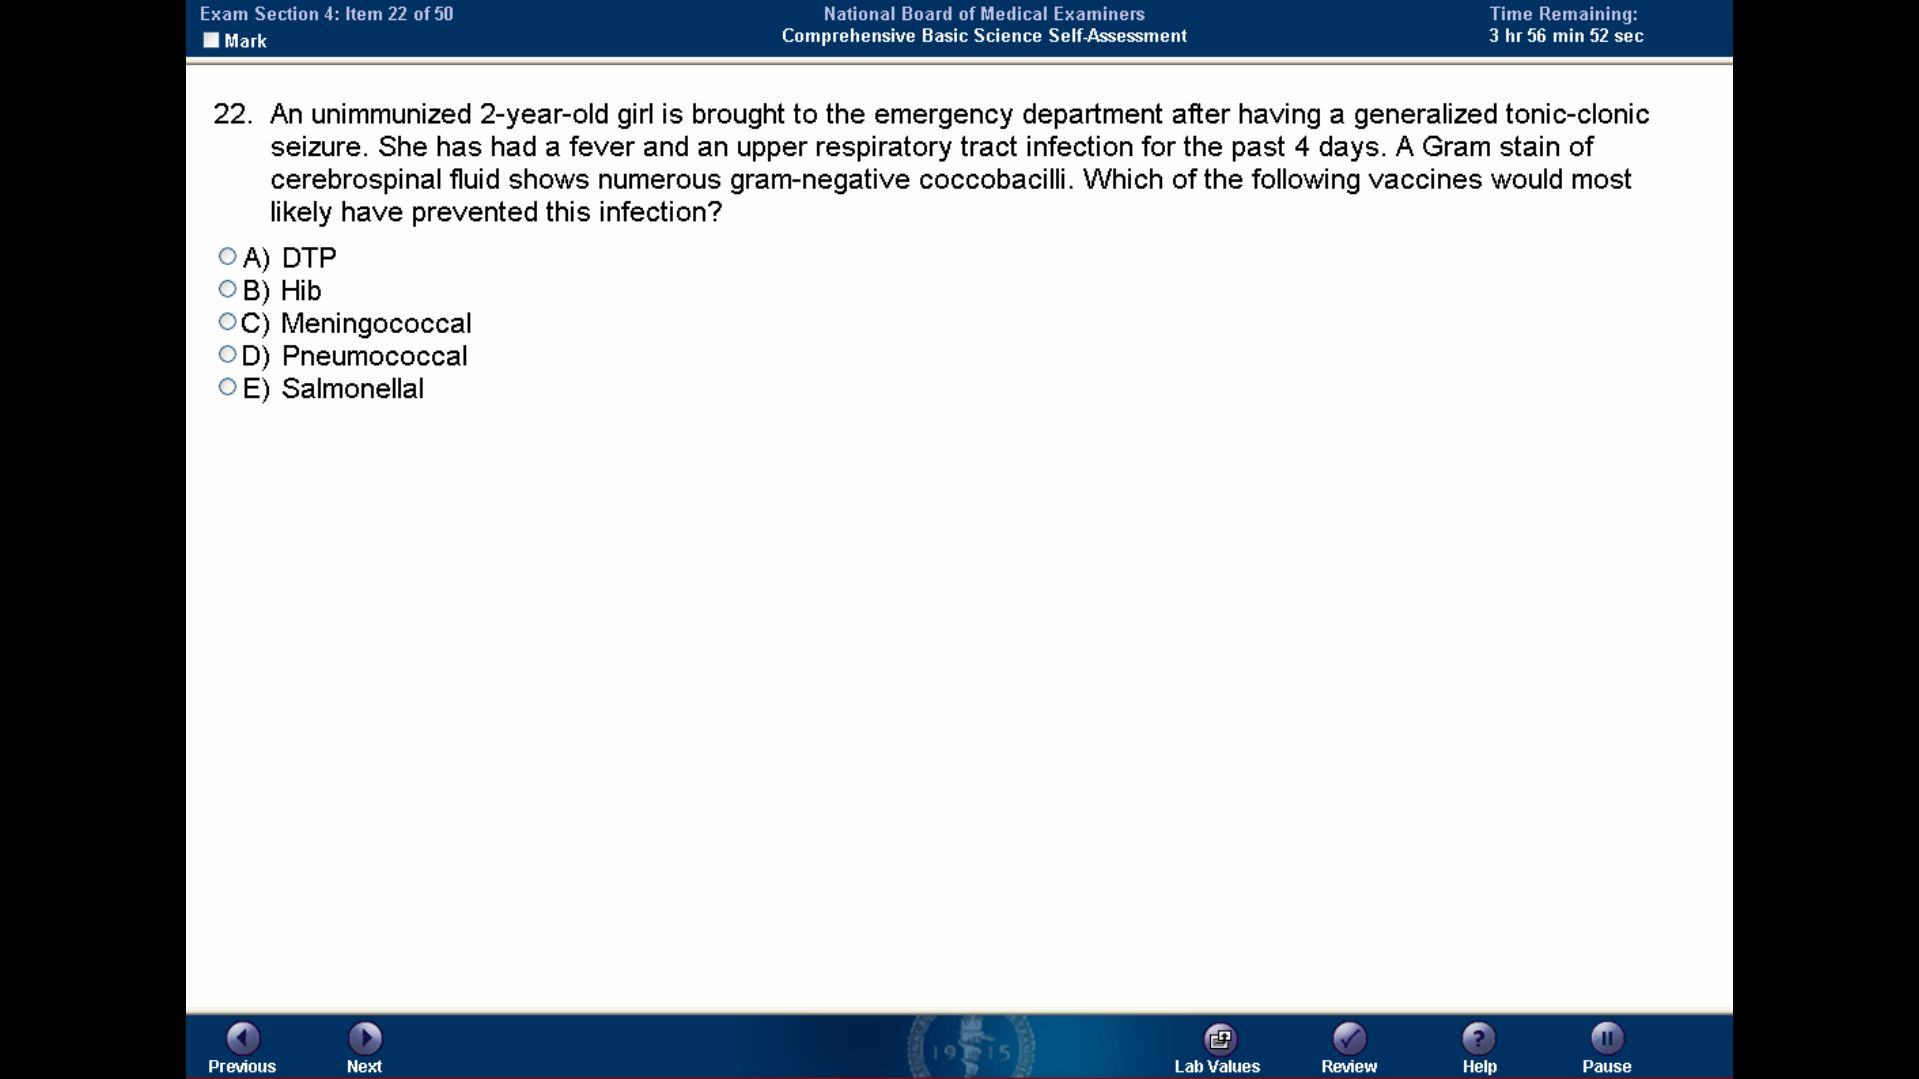 Exam Section 4: Item 22 of 50
Mark
National Board of Medical Examiners
Comprehensive Basic Science Self-Assessment
Time Remaining:
3 hr 56 min 52 sec
22. An unimmunized 2-year-old girl is brought to the emergency department after having a generalized tonic-clonic
seizure. She has had a fever and an upper respiratory tract infection for the past 4 days. A Gram stain of
cerebrospinal fluid shows numerous gram-negative coccobacilli. Which of the following vaccines would most
likely have prevented this infection?
A) DTP
B) Hib
C) Meningococcal
D) Pneumococcal
E) Salmonellal
1915
Previous
Next
Lab Values
Review
Help
Pause